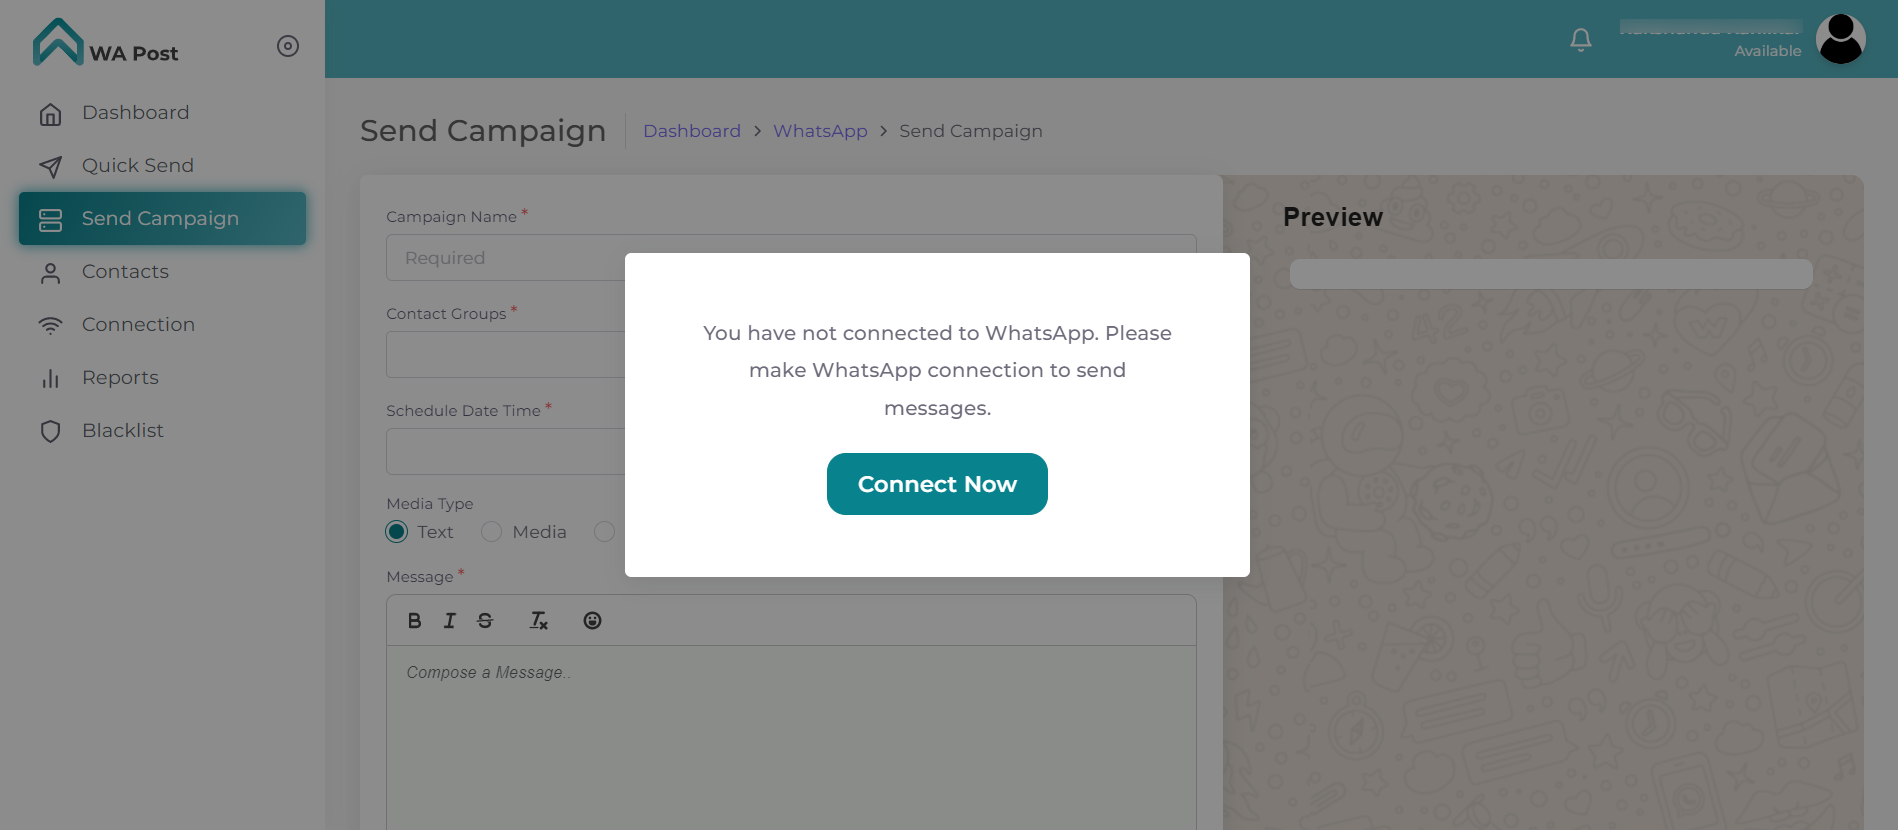 WA Post
Available
Dashboard
Quick Send
Send Campaign
Contacts
Connection
Reports
Blacklist
Send Campaign
Dashboard > WhatsApp > Send Campaign
Campaign Name *
Required
Contact Groups *
Schedule Date Time *
Media Type
Text Media
Message *
Compose a Message..
Preview
You have not connected to WhatsApp. Please
make WhatsApp connection to send
messages.
Connect Now